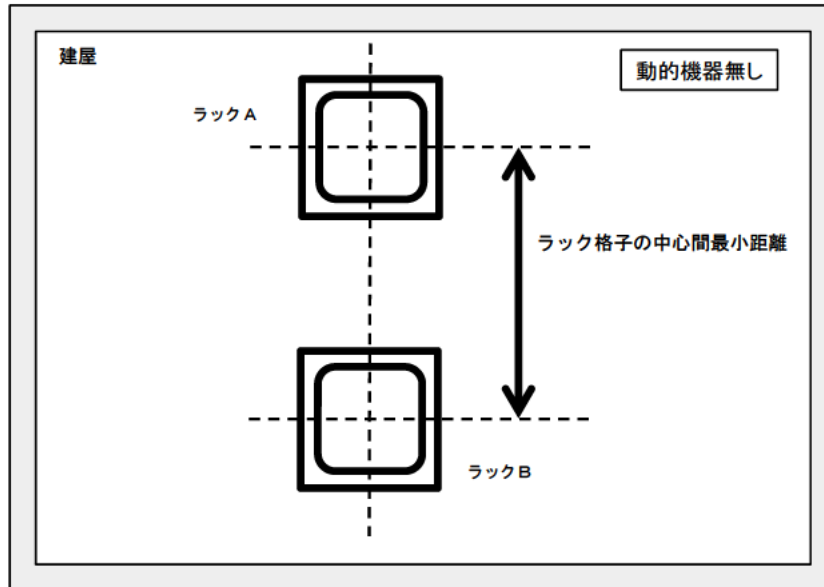 建屋
動的機器無し
ラックＡ
ラック格子の中心間最小距離
ラックＢ